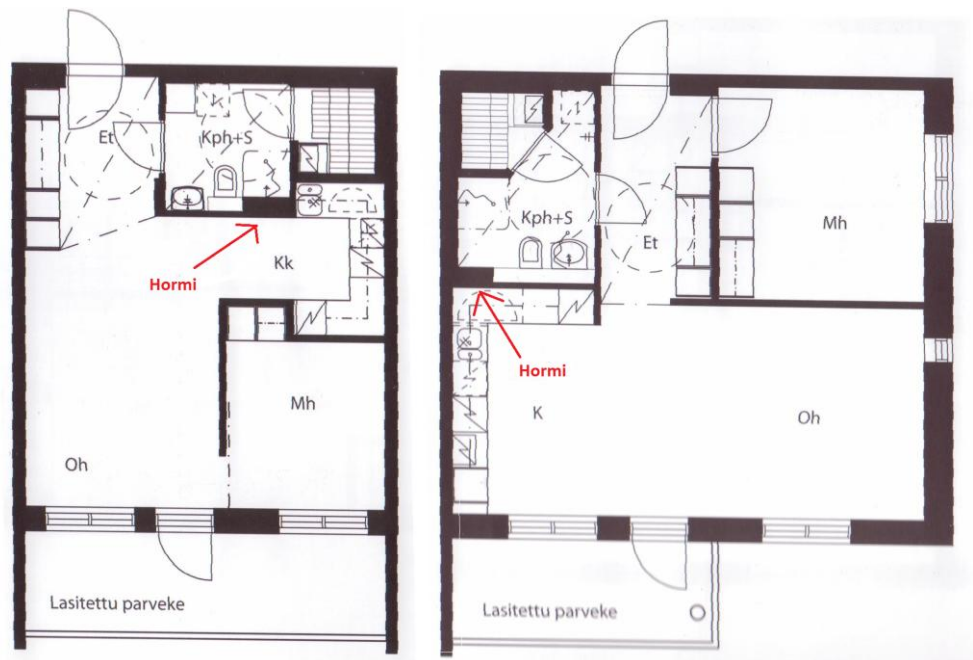 Et
Kph+S
Hormi
Kk
Mh
Oh
Lasitettu parveke
Kph+S
Et
Mh
Hormi
K
Oh
Lasitettu parveke